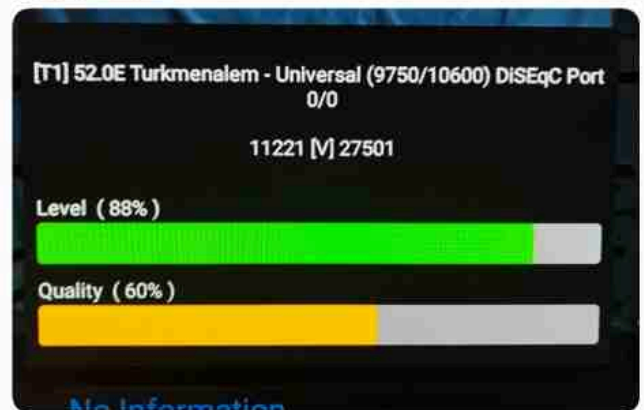 [T1] 52.0E Turkmenalem - Universal (9750/10600) DiSEqC Port
0/0
11221 [V] 27501
Level ( 88% )
Quality ( 60% )
No Information